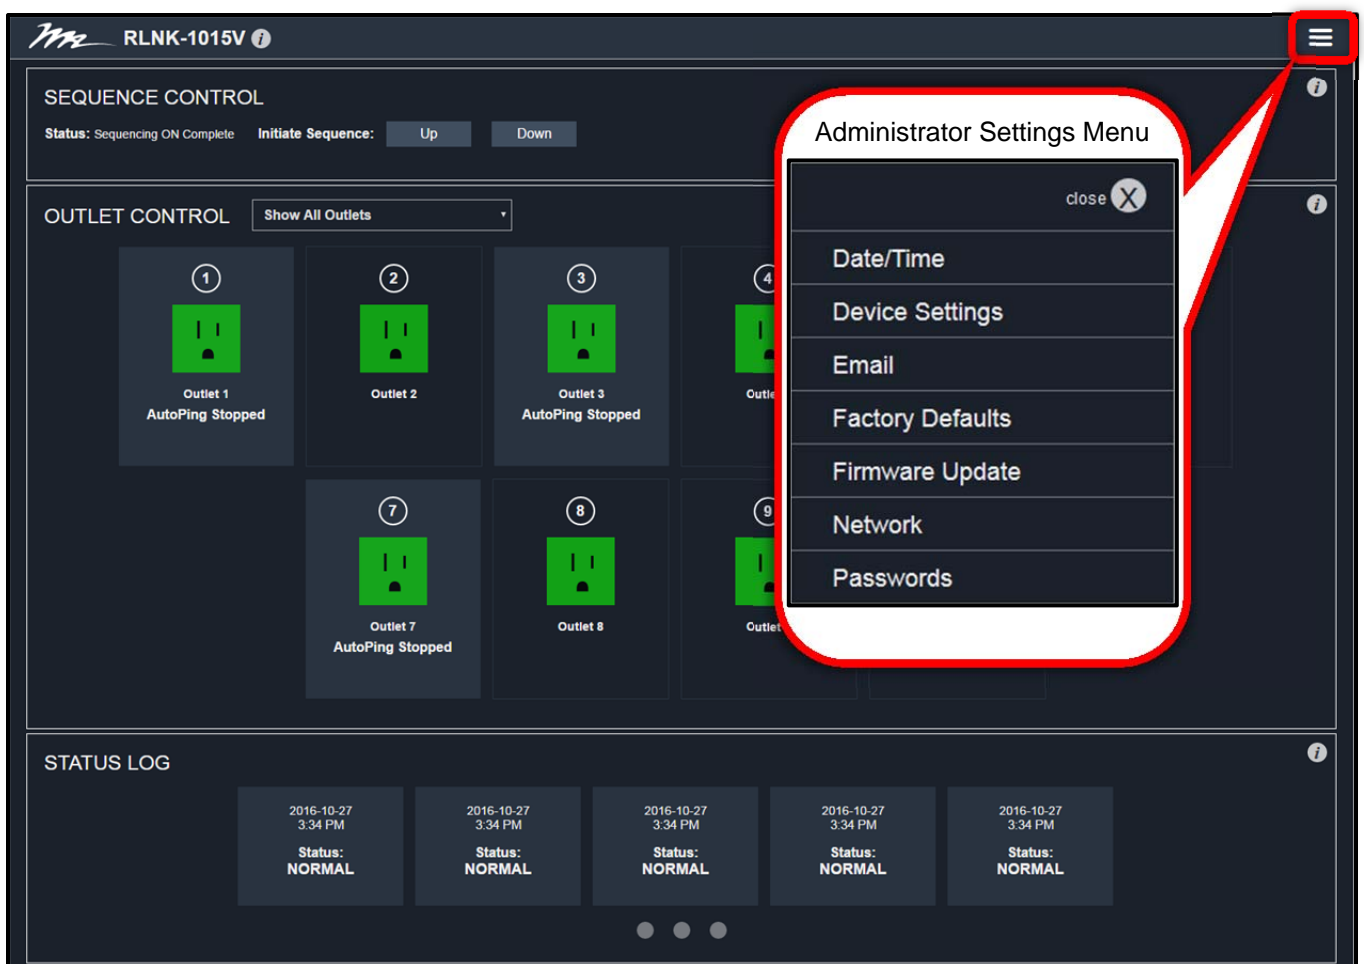 RLNK-1015V i
SEQUENCE CONTROL
i
Status: Sequencing ON Complete Initiate Sequence: Up Down
Administrator Settings Menu
close X
Date/Time
Device Settings
Email
Factory Defaults
Firmware Update
Network
Passwords
OUTLET CONTROL Show All Outlets
i
1 2 3 4
Outlet 1 Outlet 2 Outlet 3
AutoPing Stopped AutoPing Stopped
7 8 9
Outlet 7 Outlet 8 Outlet
AutoPing Stopped
STATUS LOG
i
2016-10-27 2016-10-27 2016-10-27 2016-10-27 2016-10-27
3:34 PM 3:34 PM 3:34 PM 3:34 PM 3:34 PM
Status: Status: Status: Status: Status:
NORMAL NORMAL NORMAL NORMAL NORMAL